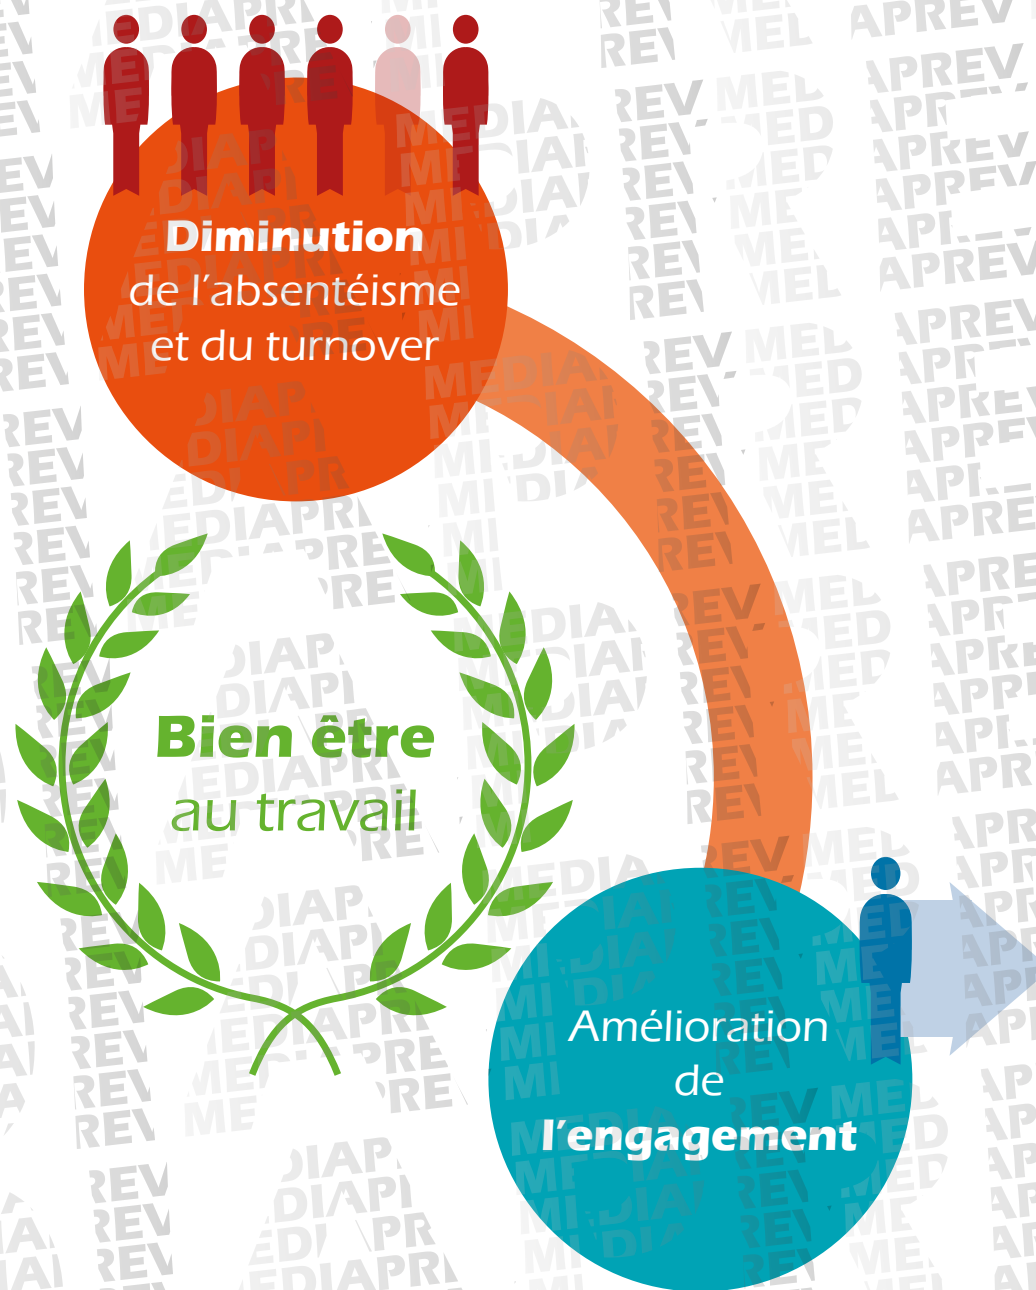 Diminution
de l’absentéisme
et du turnover
Bien être
au travail
Amélioration
de
l’engagement